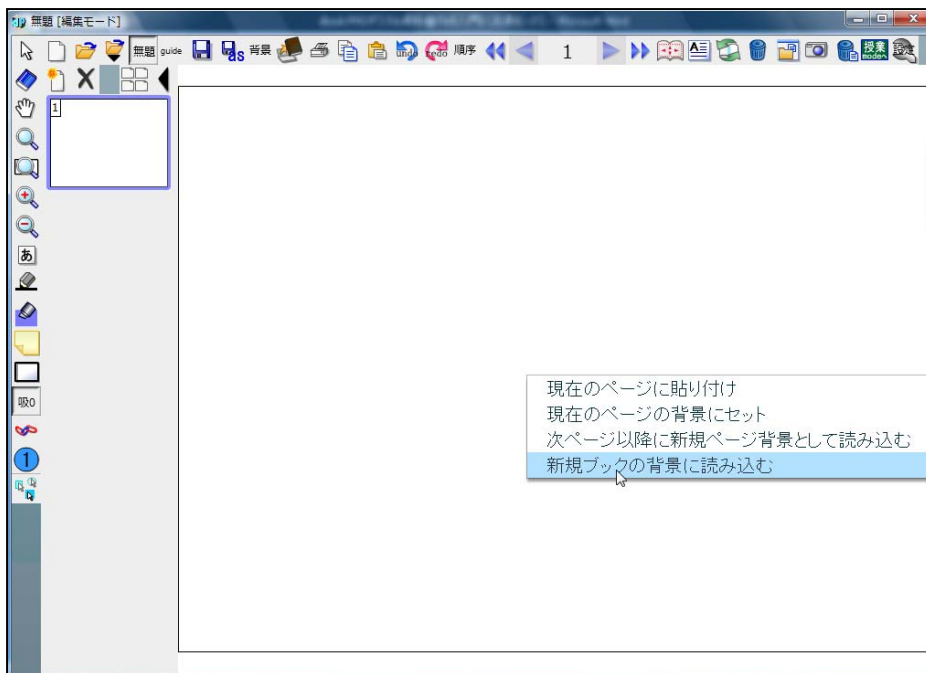 無題 [編集モード]
無題 guide as 背景 undo redo 順序 1 授業 mode
1
あ
吸0
1
現在のページに貼り付け
現在のページの背景にセット
次ページ以降に新規ページ背景として読み込む
新規ブックの背景に読み込む